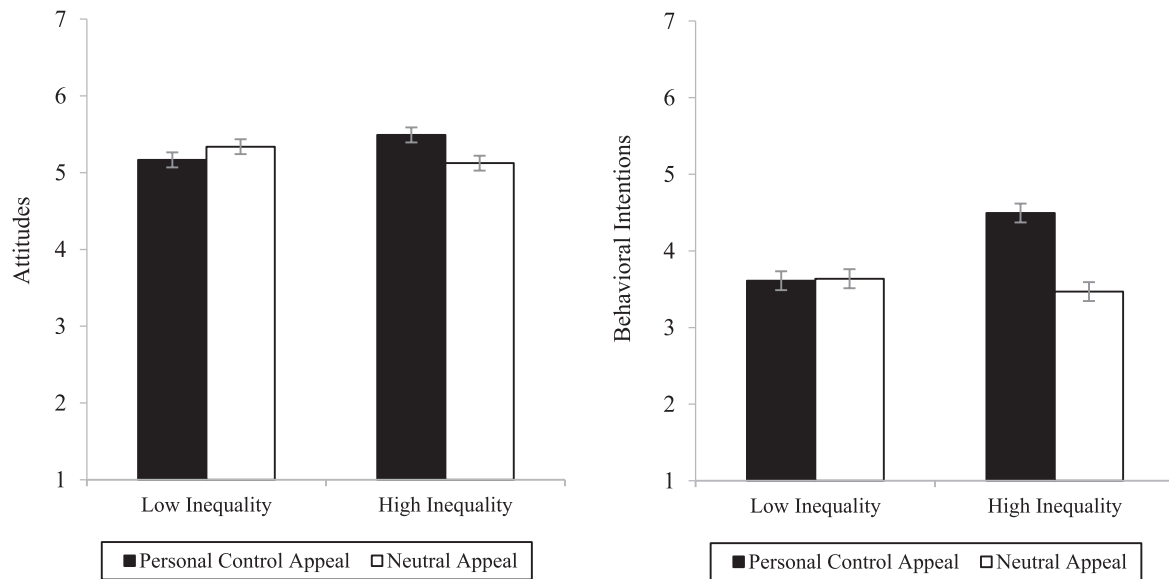 7
6
5
4
3
2
1
Attitudes
Low Inequality
High Inequality
Personal Control Appeal
Neutral Appeal
7
6
5
4
3
2
1
Behavioral Intentions
Low Inequality
High Inequality
Personal Control Appeal
Neutral Appeal